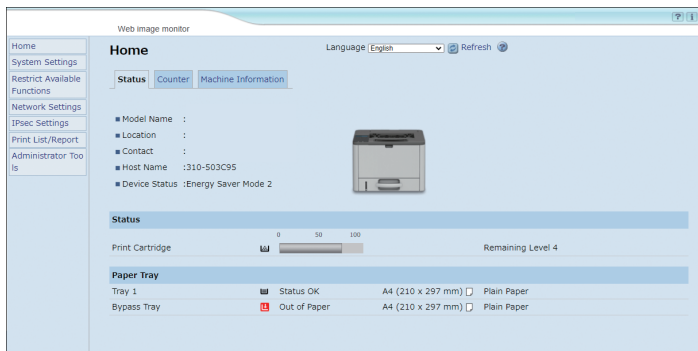 ? i
Web image monitor
Home
System Settings
Restrict Available
Functions
Network Settings
IPsec Settings
Print List/Report
Administrator Too
ls
Home
Language English Refresh ?
Status Counter Machine Information
Model Name :
Location :
Contact :
Host Name :310-503C95
Device Status :Energy Saver Mode 2
Status
0 50 100
Print Cartridge Remaining Level 4
Paper Tray
Tray 1 Status OK A4 (210 x 297 mm) Plain Paper
Bypass Tray Out of Paper A4 (210 x 297 mm) Plain Paper